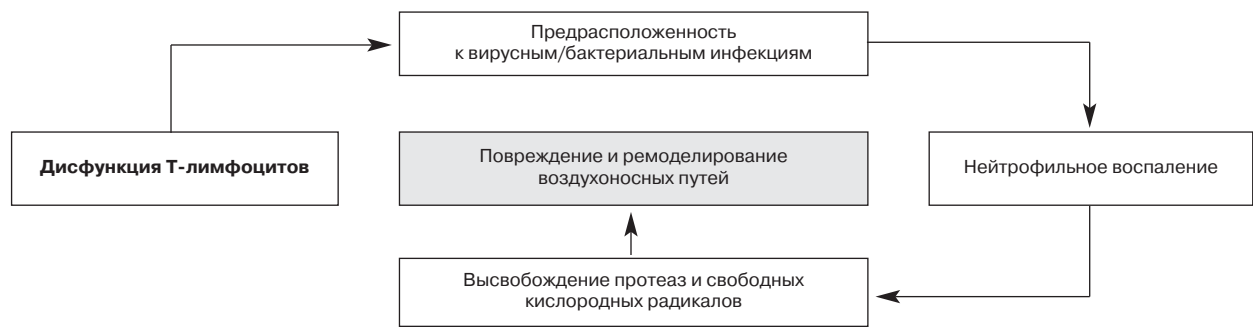 Предрасположенность
к вирусным/бактериальным инфекциям
Дисфункция Т-лимфоцитов
Повреждение и ремоделирование
воздухоносных путей
Нейтрофильное воспаление
Высвобождение протеаз и свободных
кислородных радикалов